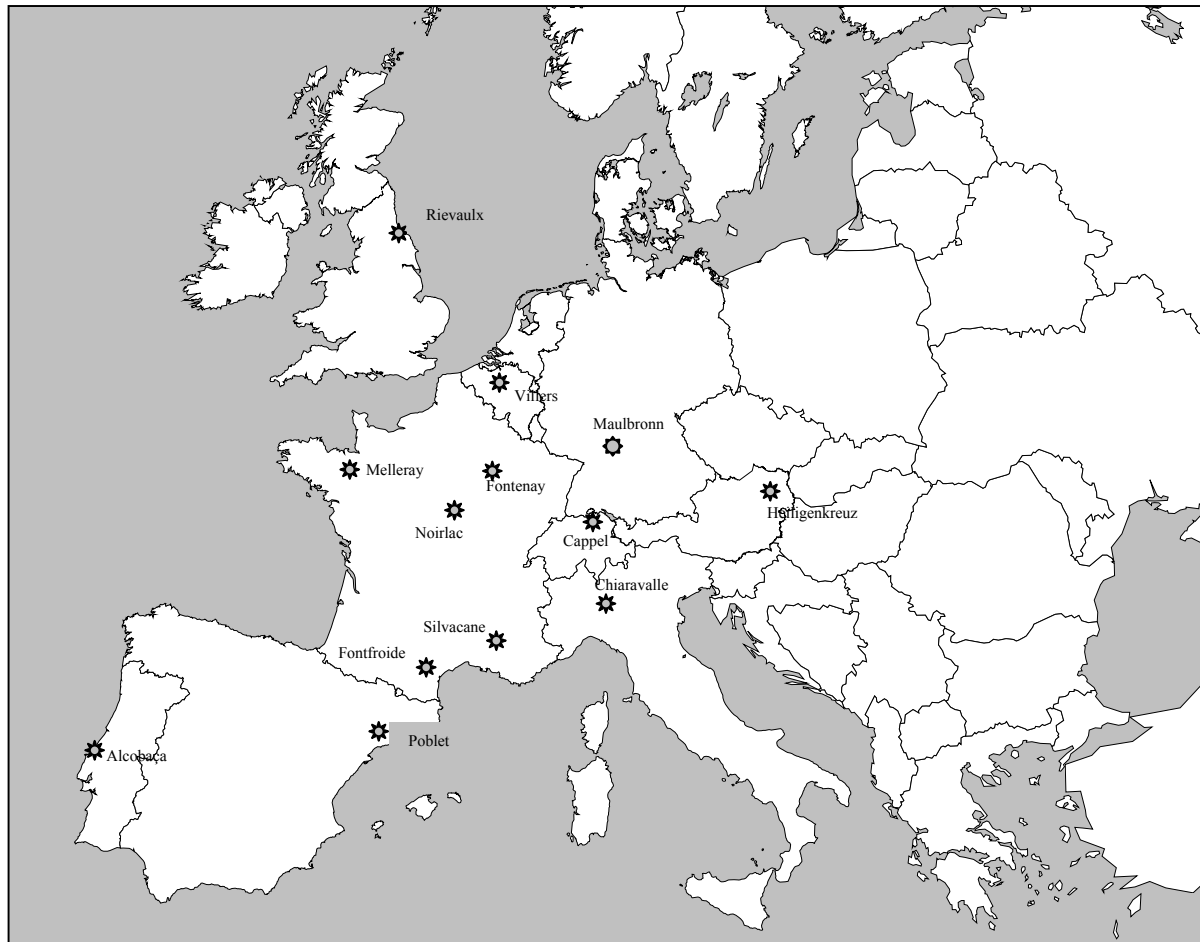 Rievaulx
Villers
Maulbronn
Melleray
Fontenay
Heiligenkreuz
Noirlac
Cappel
Chiaravalle
Silvacane
Fontfroide
Poblet
Alcobaça